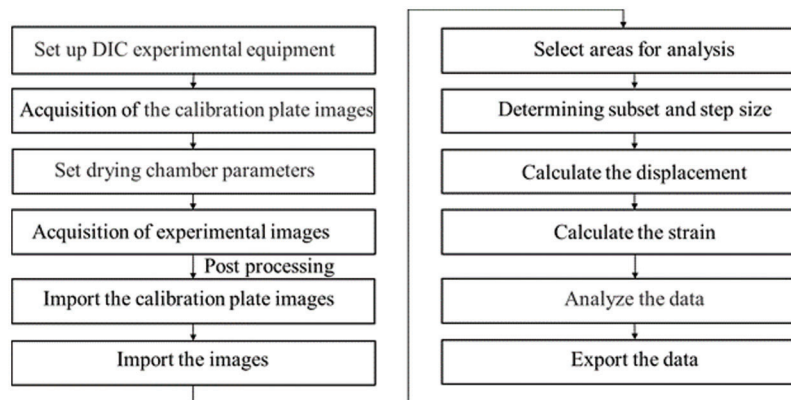 Set up DIC experimental equipment
Acquisition of the calibration plate images
Set drying chamber parameters
Acquisition of experimental images
Post processing
Import the calibration plate images
Import the images
Select areas for analysis
Determining subset and step size
Calculate the displacement
Calculate the strain
Analyze the data
Export the data